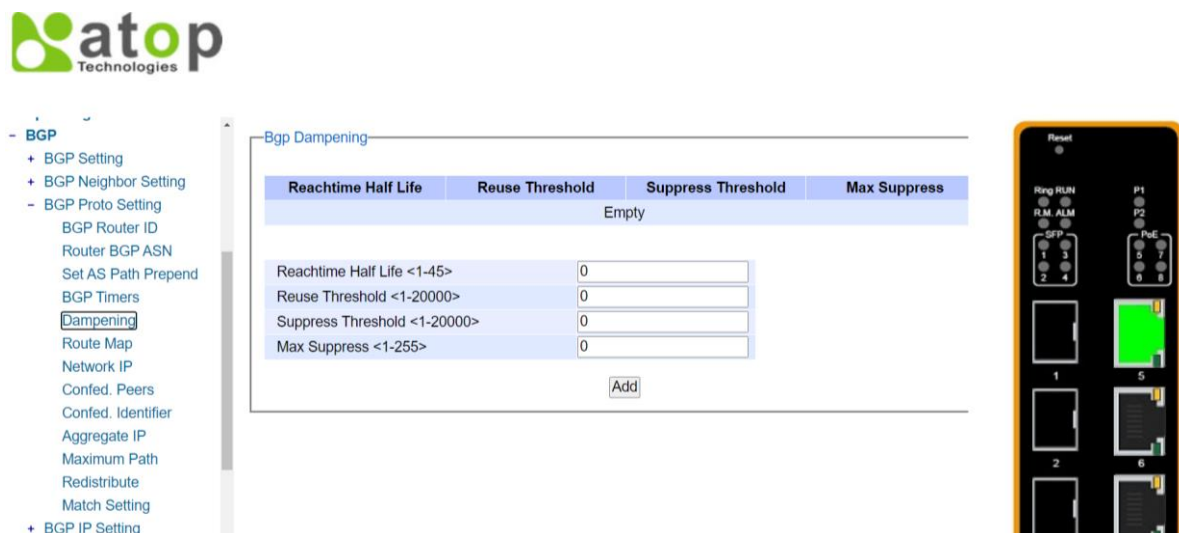 atop
Technologies
- BGP
+ BGP Setting
+ BGP Neighbor Setting
- BGP Proto Setting
BGP Router ID
Router BGP ASN
Set AS Path Prepend
BGP Timers
Dampening
Route Map
Network IP
Confed. Peers
Confed. Identifier
Aggregate IP
Maximum Path
Redistribute
Match Setting
+ BGP IP Setting
Bgp Dampening
Reachtime Half Life Reuse Threshold Suppress Threshold Max Suppress
Empty
Reachtime Half Life <1-45> 0
Reuse Threshold <1-20000> 0
Suppress Threshold <1-20000> 0
Max Suppress <1-255> 0
Add
Reset
Ring RUN P1
R.M. ALM P2
SFP PoE
1 3 5 7
2 4 6 8
1 5
2 6